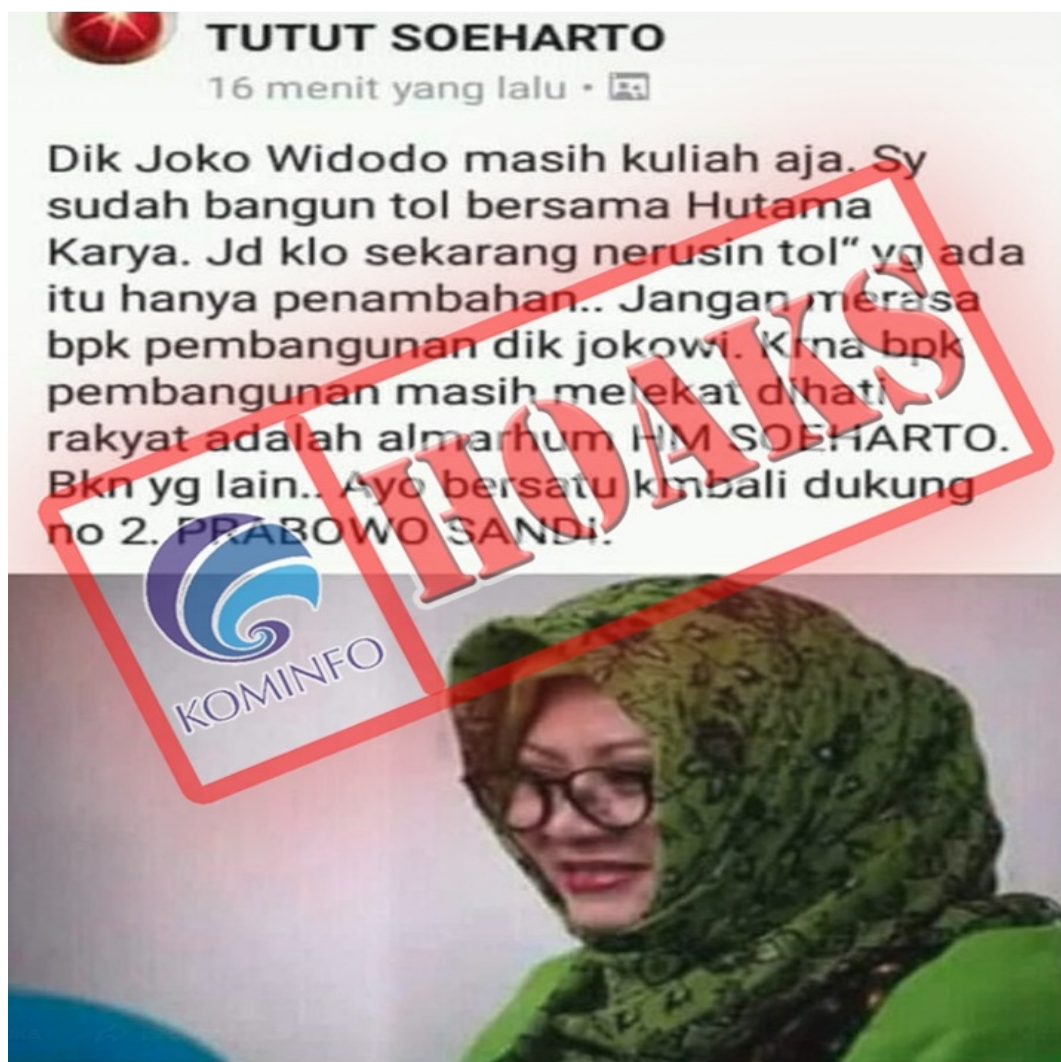 TUTUT SOEHARTO
16 menit yang lalu •
Dik Joko Widodo masih kuliah aja. Sy
sudah bangun tol bersama Hutama
Karya. Jd klo sekarang nerusin tol“ yg ada
itu hanya penambahan.. Jangan merasa
bpk pembangunan dik jokowi. Krna bpk
pembangunan masih melekat dihati
rakyat adalah almarhum HM SOEHARTO.
Bkn yg lain.. Ayo bersatu kmbali dukung
no 2. PRABOWO SANDi.
HOAKS
KOMINFO